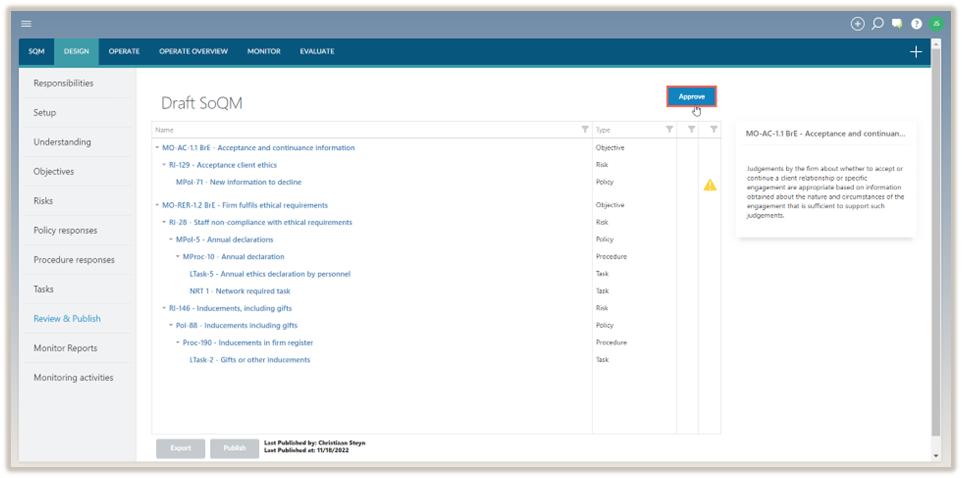 JS
SQM DESIGN OPERATE OPERATE OVERVIEW MONITOR EVALUATE
Responsibilities
Setup
Understanding
Objectives
Risks
Policy responses
Procedure responses
Tasks
Review & Publish
Monitor Reports
Monitoring activities
Draft SoQM
Approve
Name Type
MO-AC-1.1 BrE - Acceptance and continuance information Objective
RI-129 - Acceptance client ethics Risk
MPol-71 - New information to decline Policy
MO-RER-1.2 BrE - Firm fulfils ethical requirements Objective
RI-28 - Staff non-compliance with ethical requirements Risk
MPol-5 - Annual declarations Policy
MProc-10 - Annual declaration Procedure
LTask-5 - Annual ethics declaration by personnel Task
NRT 1 - Network required task Task
RI-146 - Inducements, including gifts Risk
Pol-88 - Inducements including gifts Policy
Proc-190 - Inducements in firm register Procedure
LTask-2 - Gifts or other inducements Task
Export Publish
Last Published by: Christiaan Steyn
Last Published at: 11/18/2022
MO-AC-1.1 BrE - Acceptance and continuan...
Judgements by the firm about whether to accept or
continue a client relationship or specific
engagement are appropriate based on information
obtained about the nature and circumstances of the
engagement that is sufficient to support such
judgements.